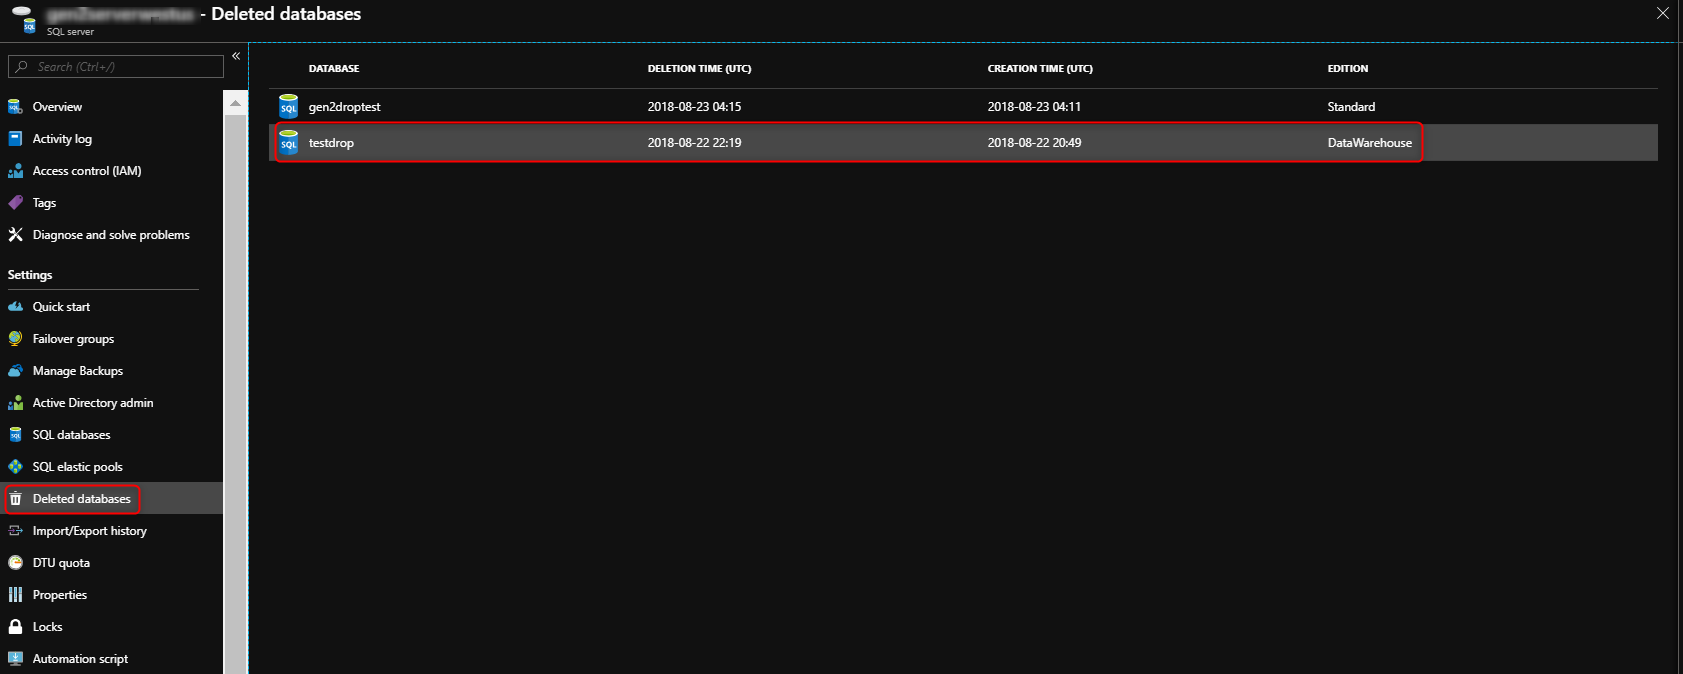 - Deleted databases
SQL server
Search (Ctrl+/)
«
Overview
Activity log
Access control (IAM)
Tags
Diagnose and solve problems
Settings
Quick start
Failover groups
Manage Backups
Active Directory admin
SQL databases
SQL elastic pools
Deleted databases
Import/Export history
DTU quota
Properties
Locks
Automation script
DATABASE DELETION TIME (UTC) CREATION TIME (UTC) EDITION
SQL gen2droptest 2018-08-23 04:15 2018-08-23 04:11 Standard
SQL testdrop 2018-08-22 22:19 2018-08-22 20:49 DataWarehouse